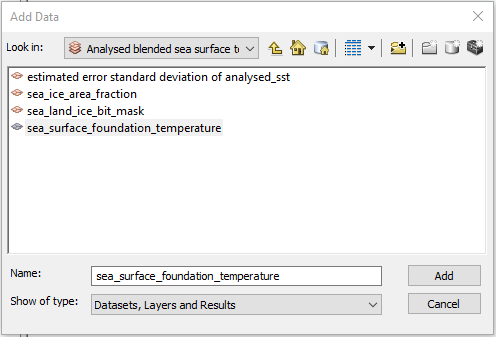 Add Data
Look in: Analysed blended sea surface te
estimated error standard deviation of analysed_sst
sea_ice_area_fraction
sea_land_ice_bit_mask
sea_surface_foundation_temperature
Name: sea_surface_foundation_temperature Add
Show of type: Datasets, Layers and Results Cancel